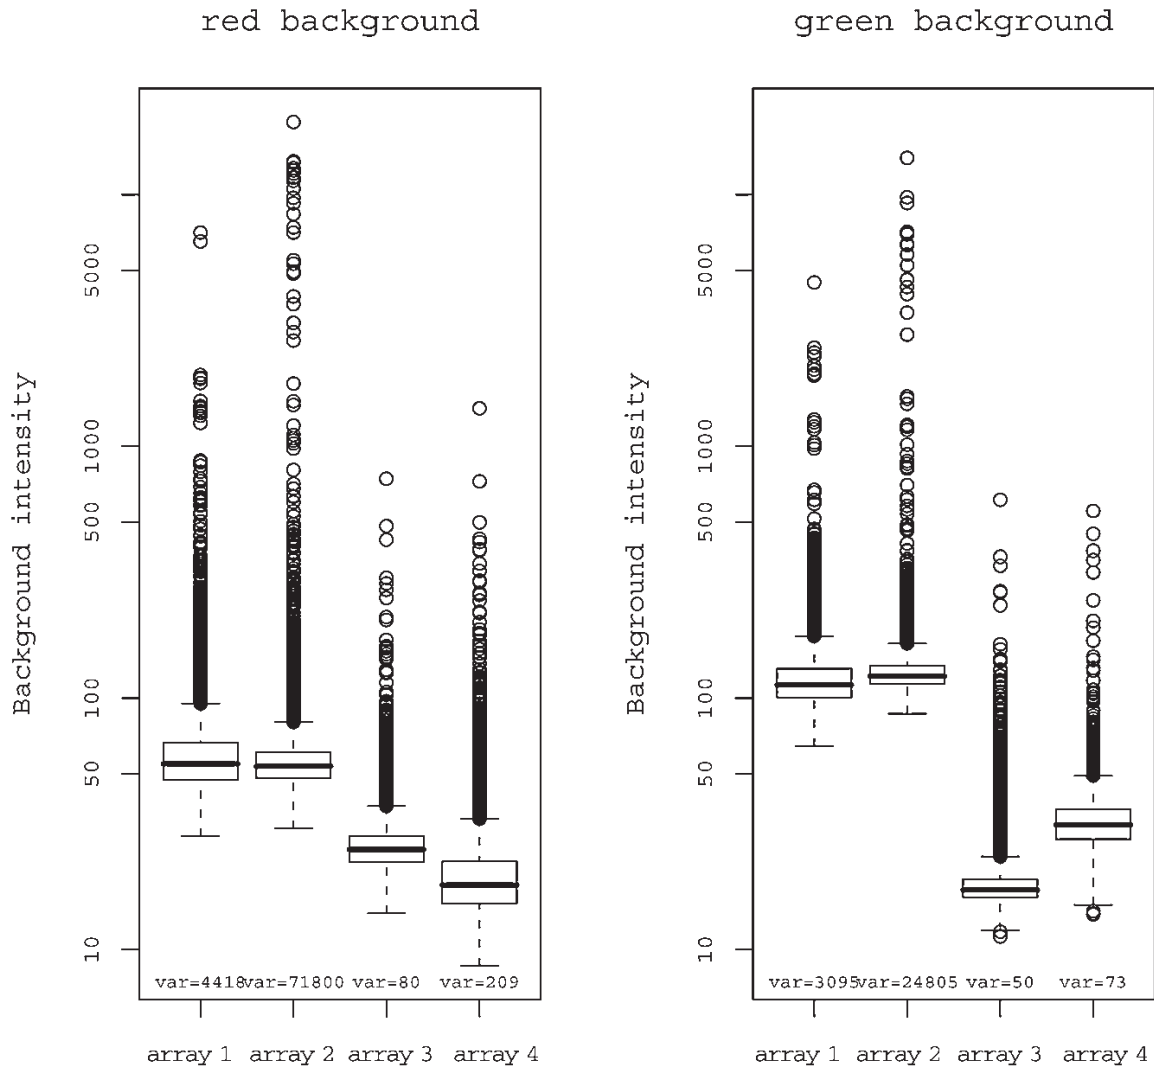 red background
Background intensity
5000
1000
500
100
50
10
var=4418
var=71800
var=80
var=209
array 1
array 2
array 3
array 4
green background
Background intensity
5000
1000
500
100
50
10
var=3095
var=24805
var=50
var=73
array 1
array 2
array 3
array 4